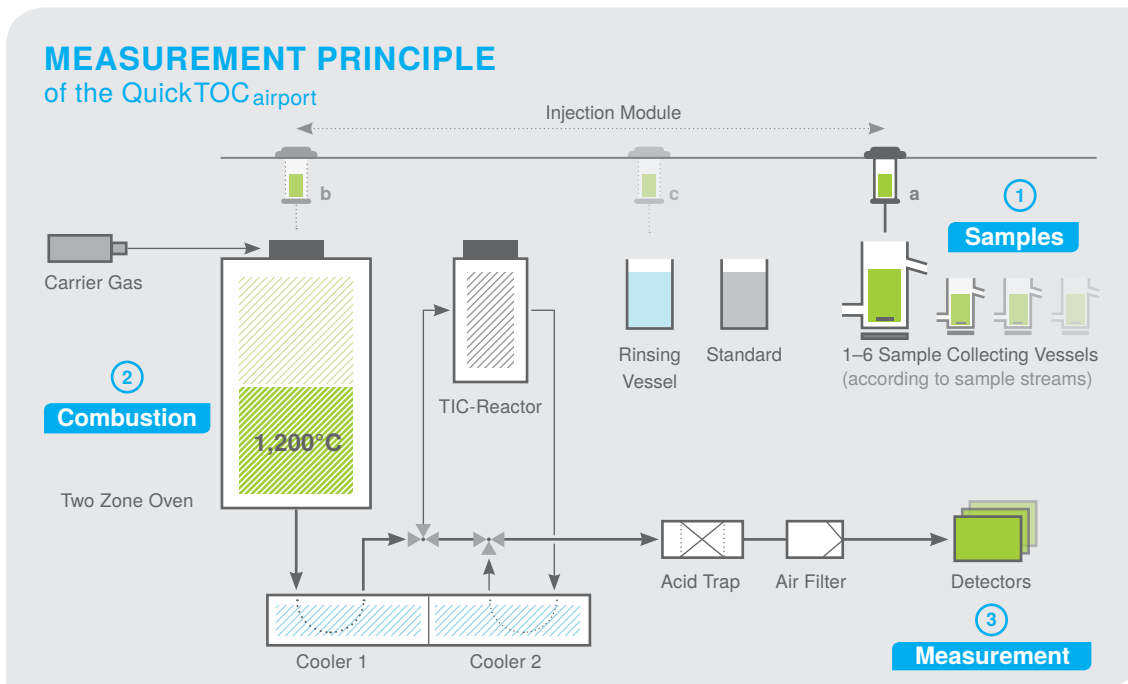 MEASUREMENT PRINCIPLE
of the QuickTOC airport
Injection Module
b
c
a
1
Samples
Carrier Gas
Rinsing
Vessel
Standard
1–6 Sample Collecting Vessels
(according to sample streams)
2
Combustion
1,200°C
TIC-Reactor
Two Zone Oven
Acid Trap
Air Filter
Detectors
3
Measurement
Cooler 1
Cooler 2